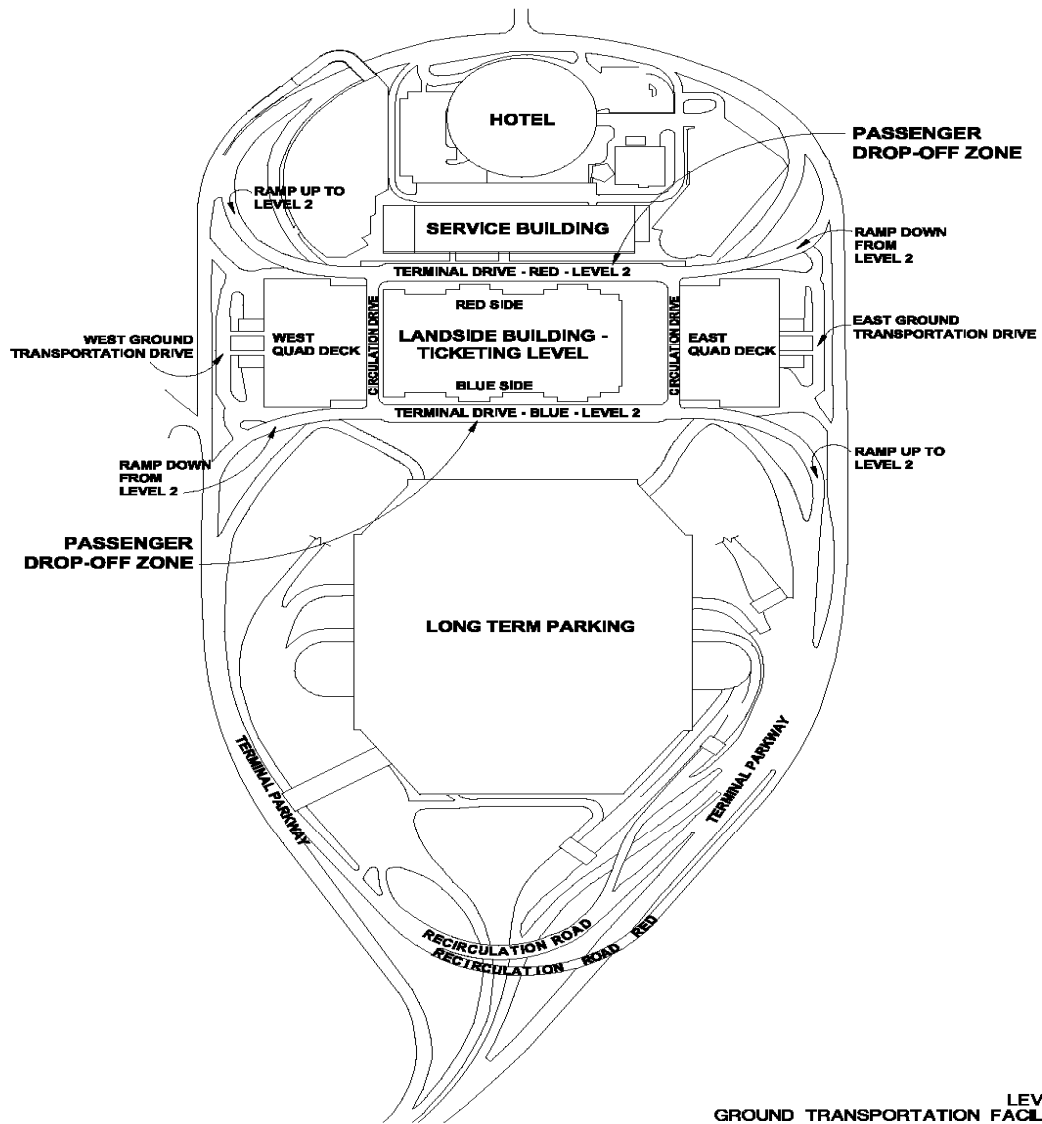 HOTEL
PASSENGER
DROP-OFF ZONE
RAMP UP TO
LEVEL 2
SERVICE BUILDING
RAMP DOWN
FROM
LEVEL 2
TERMINAL DRIVE - RED - LEVEL 2
CIRCULATION DRIVE
RED SIDE
CIRCULATION DRIVE
EAST GROUND
TRANSPORTATION DRIVE
WEST GROUND
TRANSPORTATION DRIVE
WEST
QUAD DECK
LANDSIDE BUILDING -
TICKETING LEVEL
EAST
QUAD DECK
BLUE SIDE
TERMINAL DRIVE - BLUE - LEVEL 2
RAMP DOWN
FROM
LEVEL 2
RAMP UP TO
LEVEL 2
PASSENGER
DROP-OFF ZONE
LONG TERM PARKING
TERMINAL PARKWAY
TERMINAL PARKWAY
RECIRCULATION ROAD
RECIRCULATION ROAD RED
LEV
GROUND TRANSPORTATION FACIL